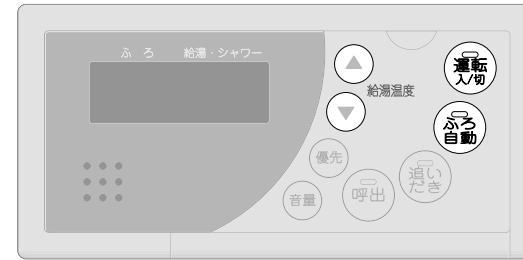 ふろ 給湯・シャワー
給湯温度
運転
入/切
ふろ
自動
優先
追い
だき
音量
呼出